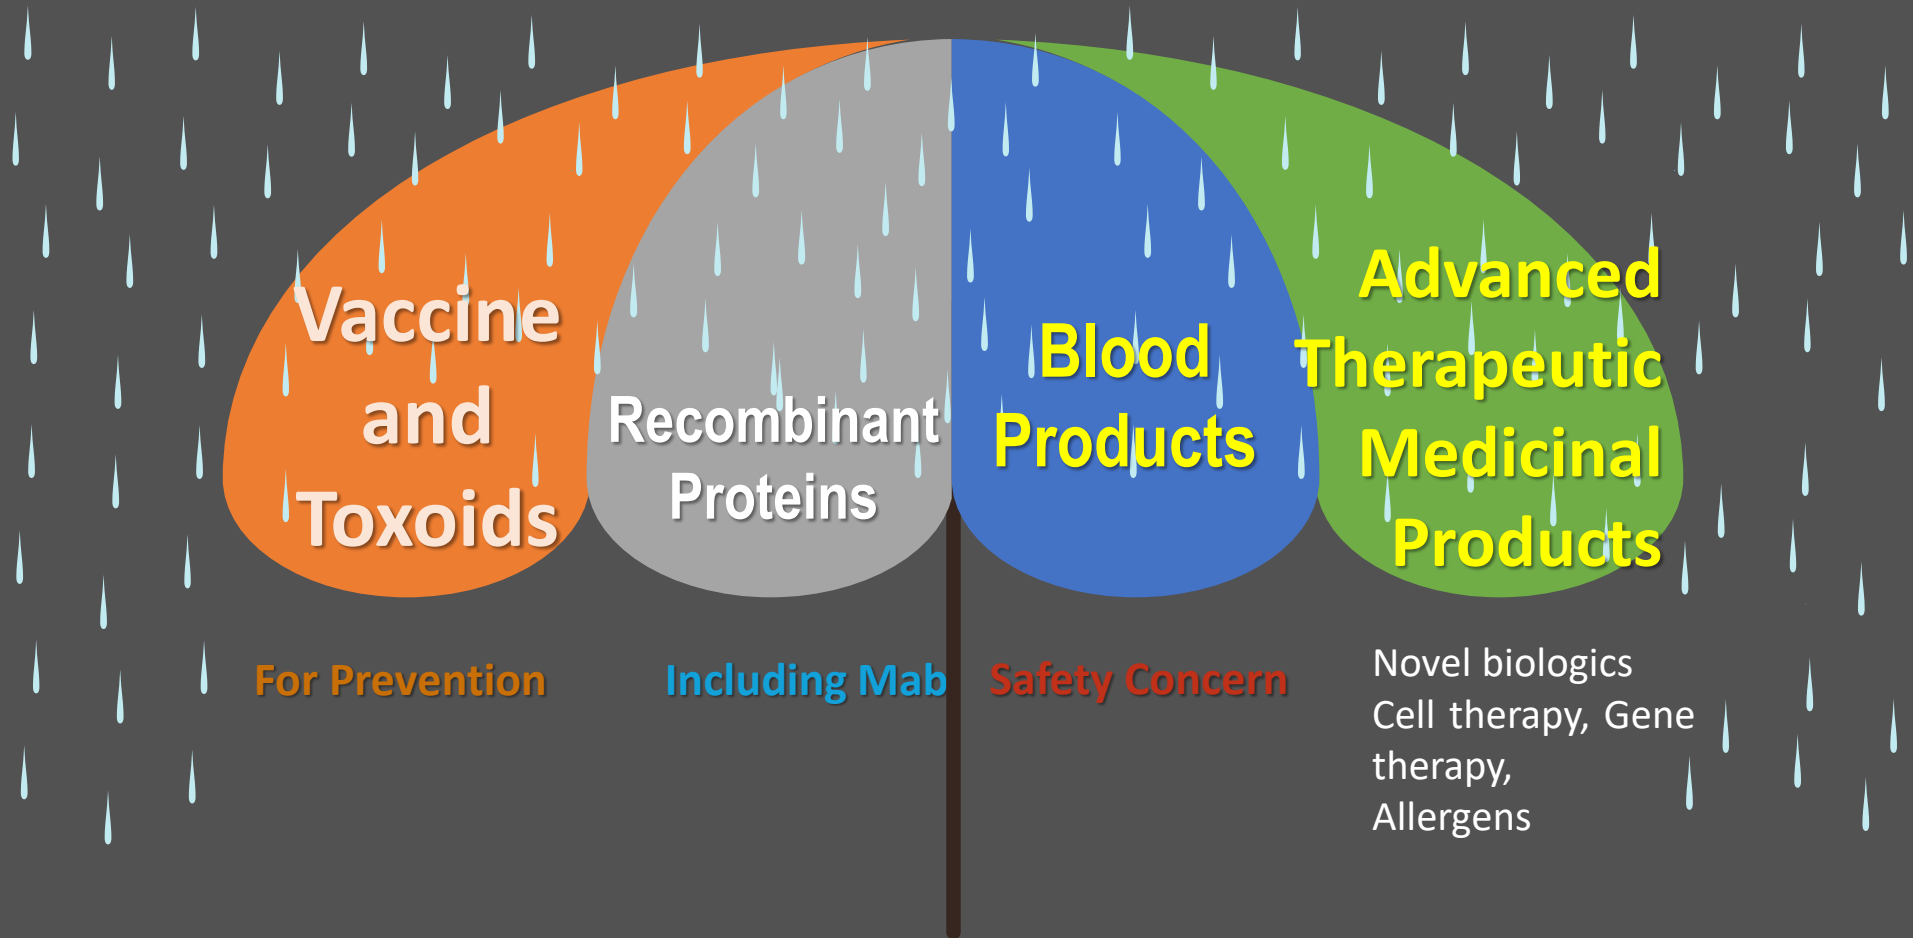 Vaccine
and
Toxoids
Recombinant
Proteins
Blood
Products
Advanced
Therapeutic
Medicinal
Products
For Prevention
Including Mab
Safety Concern
Novel biologics
Cell therapy, Gene
therapy,
Allergens